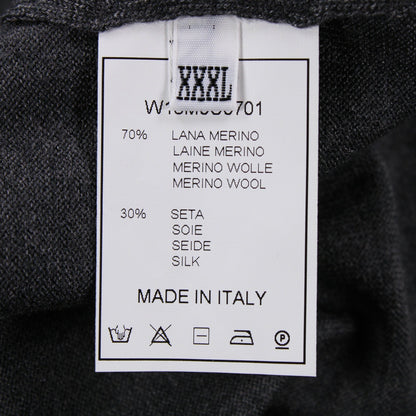 XXXL
70% LANA MERINO
LAINE MERINO
MERINO WOLLE
MERINO WOOL
30% SETA
SOIE
SEIDE
SILK
MADE IN ITALY
P